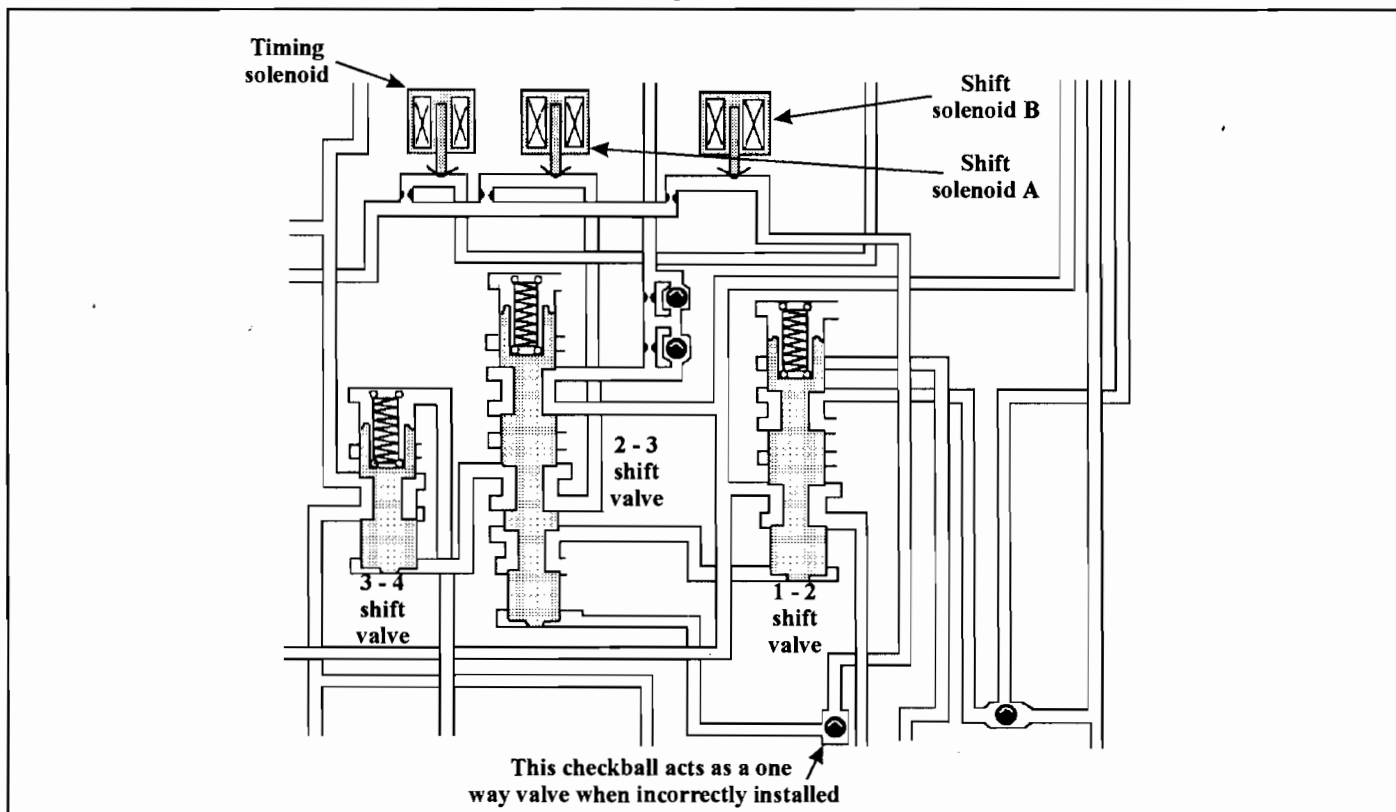 Timing
solenoid
Shift
solenoid B
Shift
solenoid A
2 - 3
shift
valve
3 - 4
shift
valve
1 - 2
shift
valve
This checkball acts as a one
way valve when incorrectly installed